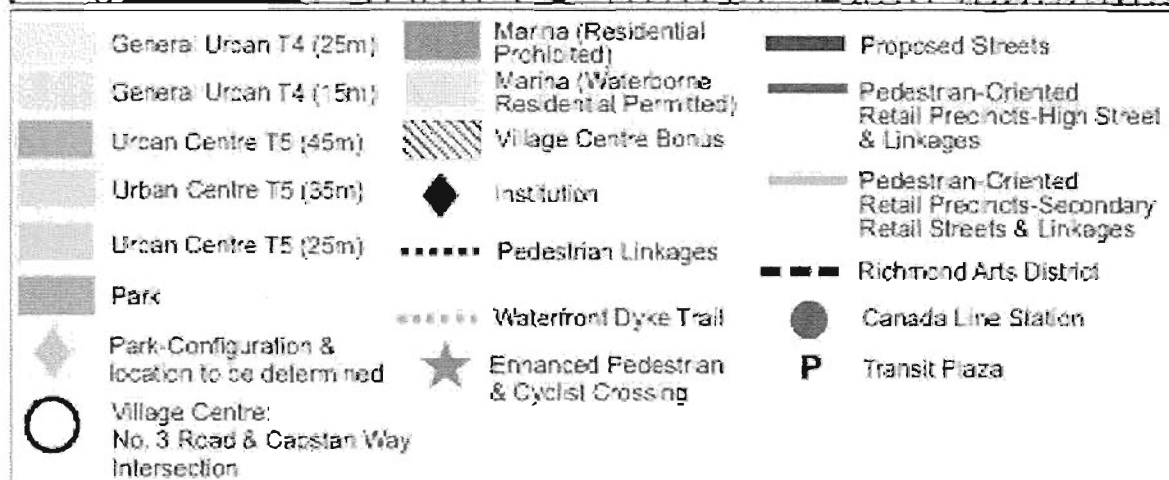 General Urban T4 (25m)
General Urban T4 (15m)
Urban Centre T5 (45m)
Urban Centre T5 (35m)
Urban Centre T5 (25m)
Park
Park-Configuration &
location to be determined
Village Centre:
No. 3 Road & Capstan Way
Intersection
Marina (Residential
Prohibited)
Marina (Waterborne
Residential Permitted)
Village Centre Bonus
Institution
Pedestrian Linkages
Waterfront Dyke Trail
Enhanced Pedestrian
& Cyclist Crossing
Proposed Streets
Pedestrian-Oriented
Retail Precincts-High Street
& Linkages
Pedestrian-Oriented
Retail Precincts-Secondary
Retail Streets & Linkages
Richmond Arts District
Canada Line Station
P Transit Plaza